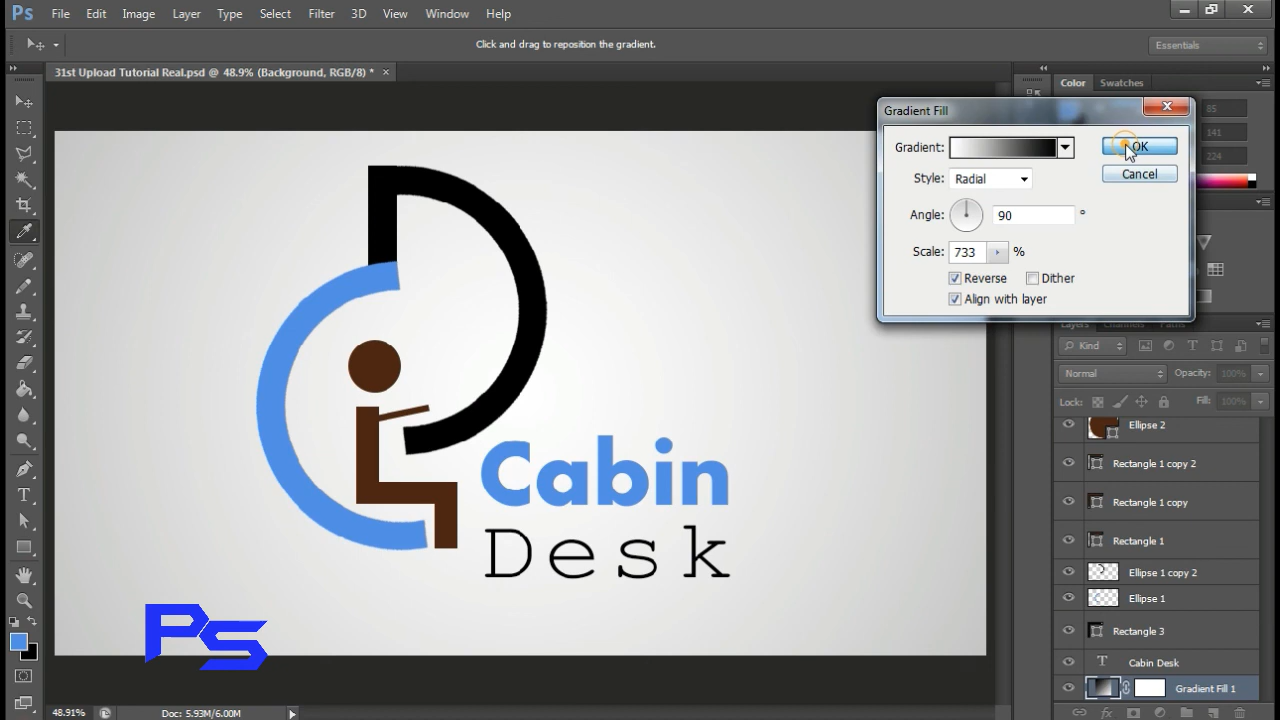 Ps File Edit Image Layer Type Select Filter 3D View Window Help
Click and drag to reposition the gradient.
Essentials
31st Upload Tutorial Real.psd @ 48.9% (Background, RGB/8) * ×
Color Swatches
85
141
224
Gradient Fill
Gradient:
OK
Style: Radial
Cancel
Angle: 90 °
Scale: 733 %
Reverse Dither
Align with layer
Layers Channels Paths
Kind
Normal Opacity: 100%
Lock: Fill: 100%
Ellipse 2
Rectangle 1 copy 2
Rectangle 1 copy
Rectangle 1
Ellipse 1 copy 2
Ellipse 1
Rectangle 3
T Cabin Desk
Gradient Fill 1
Cabin
Desk
PS
48.91% Doc: 5.93M/6.00M